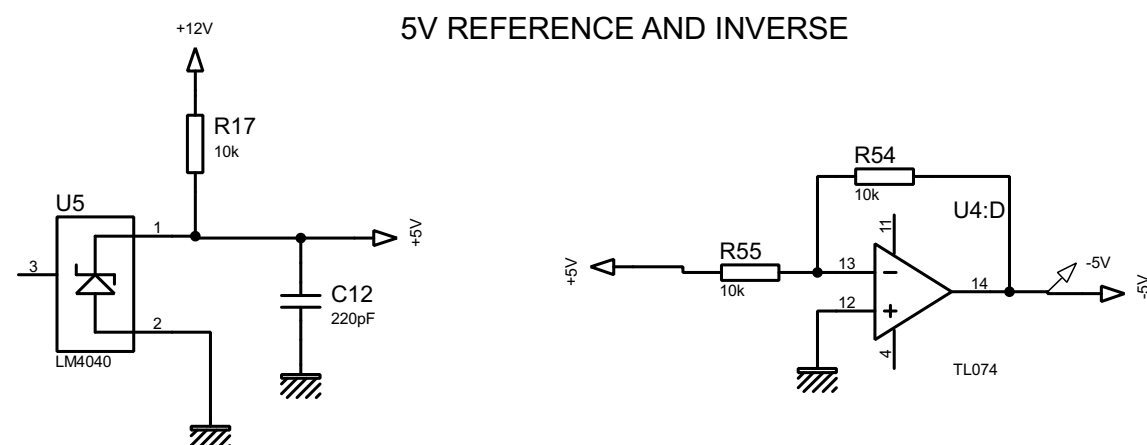 5V REFERENCE AND INVERSE
+12V
R17
10k
U5
1
3
2
LM4040
+5V
C12
220pF
R54
10k
U4:D
11
+5V
R55
10k
13
12
14
4
TL074
-5V
-5V